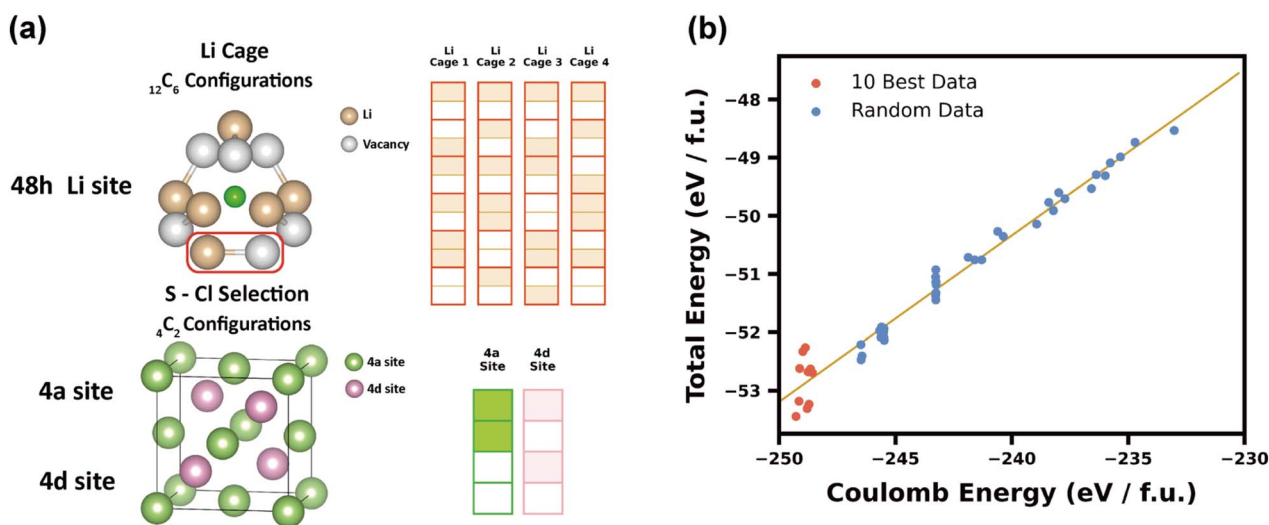 (a)
Li Cage
₁₂C₆ Configurations
Li
Vacancy
48h Li site
S - Cl Selection
₄C₂ Configurations
4a site
4d site
4a site
4d site
Li
Cage 1
Li
Cage 2
Li
Cage 3
Li
Cage 4
4a
Site
4d
Site
(b)
10 Best Data
Random Data
Total Energy (eV / f.u.)
−48
−49
−50
−51
−52
−53
−250
−245
−240
−235
−230
Coulomb Energy (eV / f.u.)